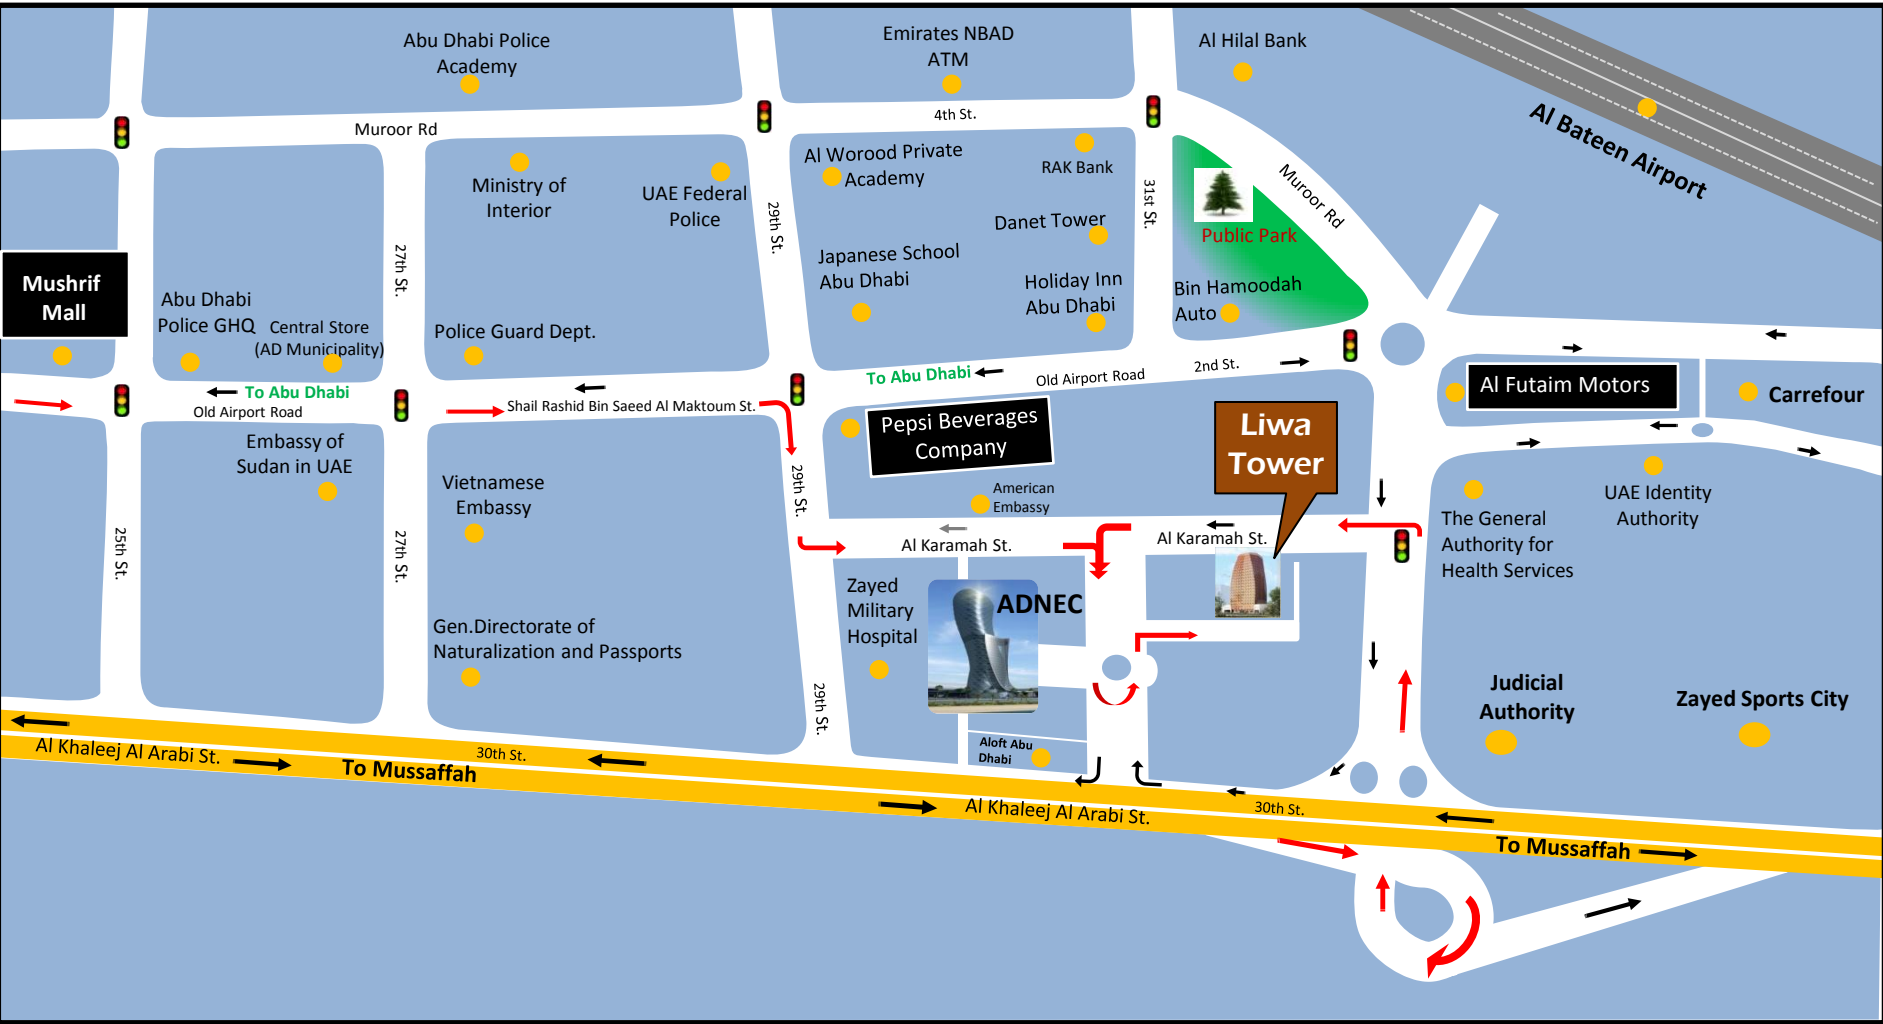 Abu Dhabi Police
Academy
Emirates NBAD
ATM
Al Hilal Bank
Al Bateen Airport
Muroor Rd
4th St.
Al Worood Private
Academy
RAK Bank
Ministry of
Interior
UAE Federal
Police
29th St.
31st St.
Muroor Rd
Danet Tower
Public Park
27th St.
Japanese School
Abu Dhabi
Holiday Inn
Abu Dhabi
Bin Hamoodah
Auto
Mushrif
Mall
Abu Dhabi
Police GHQ
Central Store
(AD Municipality)
Police Guard Dept.
To Abu Dhabi
Old Airport Road
Shail Rashid Bin Saeed Al Maktoum St.
To Abu Dhabi
Old Airport Road
2nd St.
Al Futaim Motors
Carrefour
Pepsi Beverages
Company
Liwa
Tower
Embassy of
Sudan in UAE
Vietnamese
Embassy
29th St.
American
Embassy
UAE Identity
Authority
The General
Authority for
Health Services
25th St.
27th St.
Al Karamah St.
Al Karamah St.
Zayed
Military
Hospital
ADNEC
Gen.Directorate of
Naturalization and Passports
29th St.
Judicial
Authority
Zayed Sports City
Aloft Abu
Dhabi
Al Khaleej Al Arabi St.
To Mussaffah
30th St.
Al Khaleej Al Arabi St.
30th St.
To Mussaffah